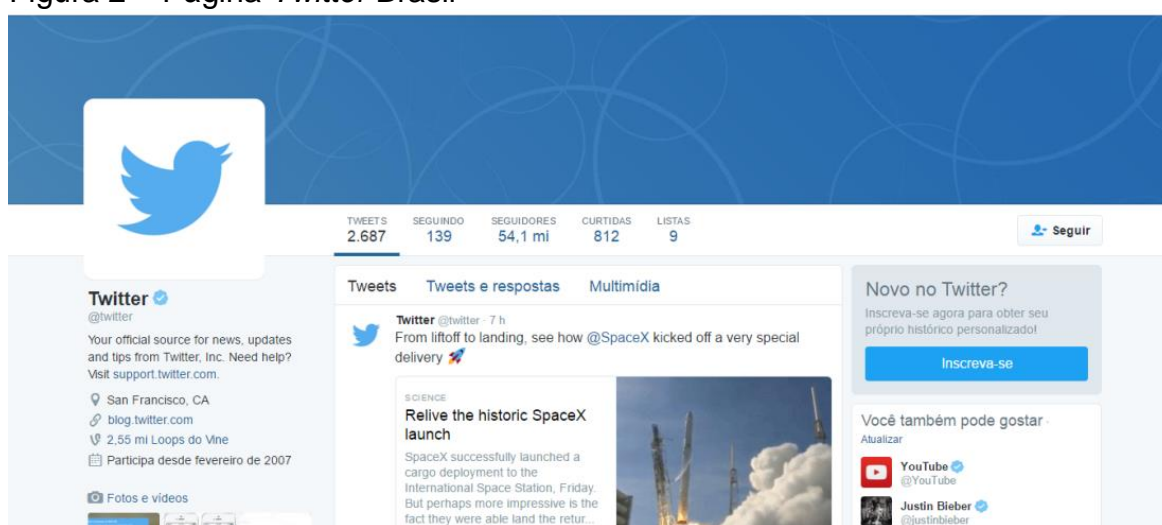 Figura 2 – Página Twitter Brasil
TWEETS SEGUINDO SEGUIDORES CURTIDAS LISTAS
2.687 139 54,1 mi 812 9
Seguir
Twitter
@twitter
Your official source for news, updates
and tips from Twitter, Inc. Need help?
Visit support.twitter.com.
San Francisco, CA
blog.twitter.com
2,55 mi Loops do Vine
Participa desde fevereiro de 2007
Fotos e vídeos
Tweets Tweets e respostas Multimídia
Twitter @twitter · 7 h
From liftoff to landing, see how @SpaceX kicked off a very special
delivery 🚀
SCIENCE
Relive the historic SpaceX
launch
SpaceX successfully launched a
cargo deployment to the
International Space Station, Friday.
But perhaps more impressive is the
fact they were able land the retur...
Novo no Twitter?
Inscreva-se agora para obter seu
próprio histórico personalizado!
Inscreva-se
Você também pode gostar ·
Atualizar
YouTube
@YouTube
Justin Bieber
@justinbieber